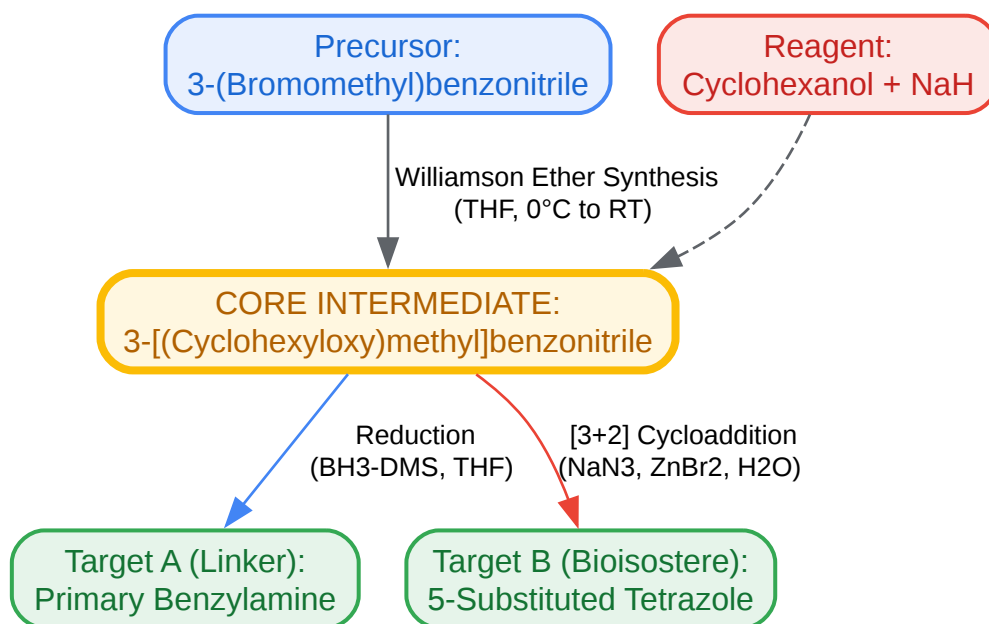 Precursor:
3-(Bromomethyl)benzonitrile
Reagent:
Cyclohexanol + NaH
Williamson Ether Synthesis
(THF, 0°C to RT)
CORE INTERMEDIATE:
3-[(Cyclohexyloxy)methyl]benzonitrile
Reduction
(BH3-DMS, THF)
[3+2] Cycloaddition
(NaN3, ZnBr2, H2O)
Target A (Linker):
Primary Benzylamine
Target B (Bioisostere):
5-Substituted Tetrazole